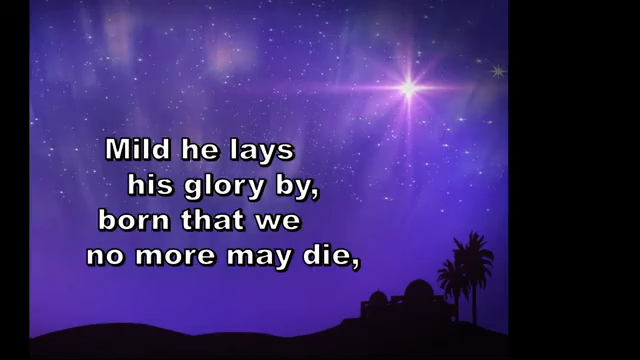 Mild he lays
his glory by,
born that we
no more may die,